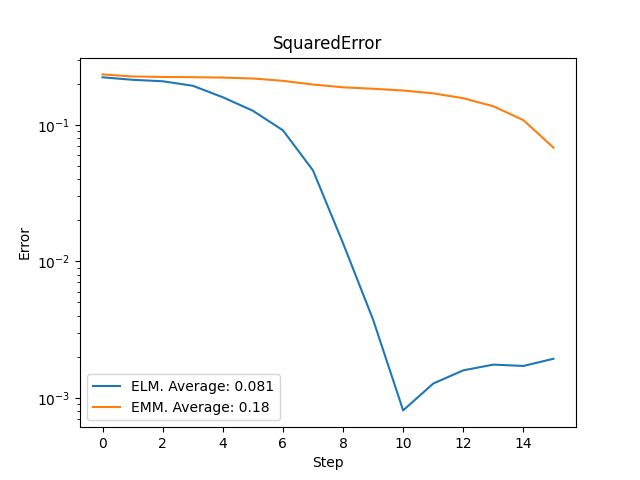 SquaredError
Error
10⁻¹
10⁻²
10⁻³
ELM. Average: 0.081
EMM. Average: 0.18
0 2 4 6 8 10 12 14
Step